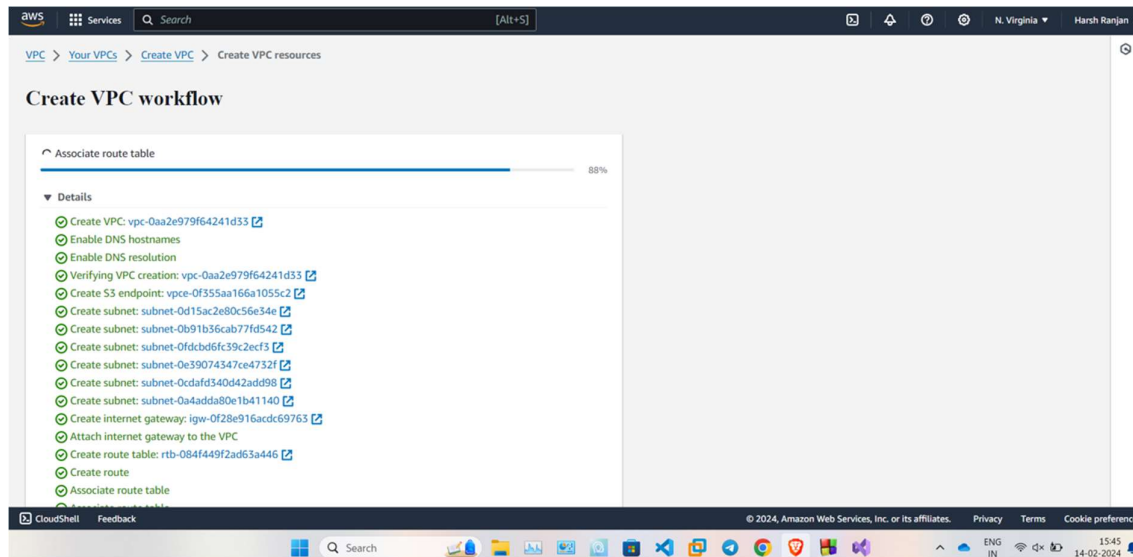 aws Services Search [Alt+S] N. Virginia ▼ Harsh Ranjan
VPC > Your VPCs > Create VPC > Create VPC resources
Create VPC workflow
Associate route table
88%
▼ Details
Create VPC: vpc-0aa2e979f64241d33
Enable DNS hostnames
Enable DNS resolution
Verifying VPC creation: vpc-0aa2e979f64241d33
Create S3 endpoint: vpce-0f355aa166a1055c2
Create subnet: subnet-0d15ac2e80c56e34e
Create subnet: subnet-0b91b36cab77fd542
Create subnet: subnet-0fdcbd6fc39c2ecf3
Create subnet: subnet-0e39074347ce4732f
Create subnet: subnet-0cdafd340d42add98
Create subnet: subnet-0a4adda80e1b41140
Create internet gateway: igw-0f28e916acdc69763
Attach internet gateway to the VPC
Create route table: rtb-084f449f2ad63a446
Create route
Associate route table
CloudShell Feedback © 2024, Amazon Web Services, Inc. or its affiliates. Privacy Terms Cookie preferenc
Search ENG 15:45
IN 14-02-2024